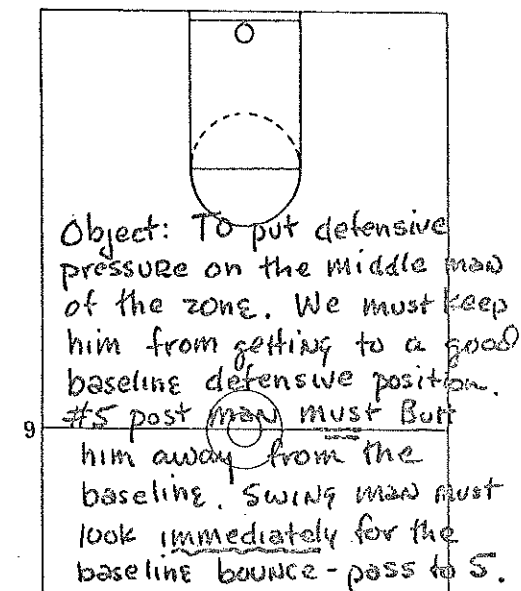 Object: To put defensive
pressure on the middle man
of the zone. We must keep
him from getting to a good
baseline defensive position.
9 #5 post man must Butt
him away from the
baseline. Swing man must
look immediately for the
baseline bounce-pass to 5.